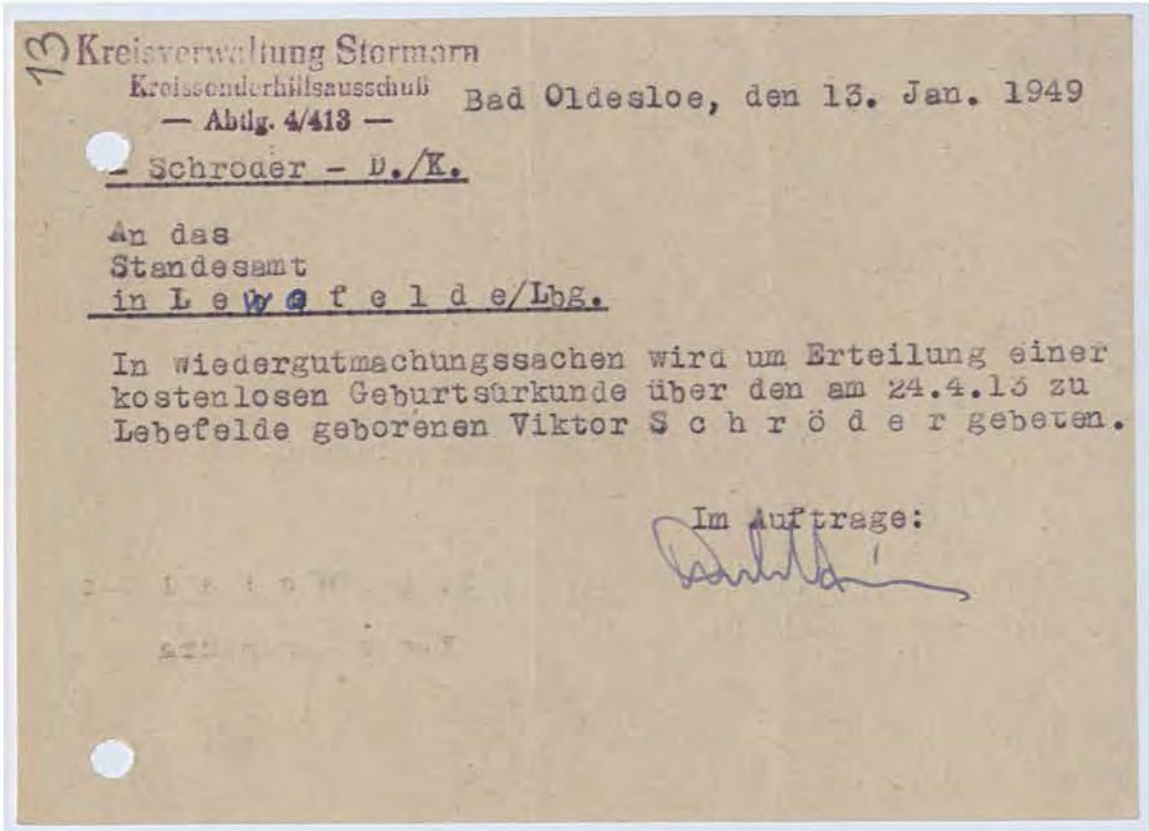 13
Kreisverwaltung Stormarn
Kreissonderhilfsausschuß
— Abtlg. 4/413 —
Bad Oldesloe, den 13. Jan. 1949
- Schröder - D./K.
An das
Standesamt
in L e w e f e l d e/Lbg.
In Wiedergutmachungssachen wird um Erteilung einer
kostenlosen Geburtsurkunde über den am 24.4.13 zu
Lebefelde geborenen Viktor S c h r ö d e r gebeten.
Im Auftrage: